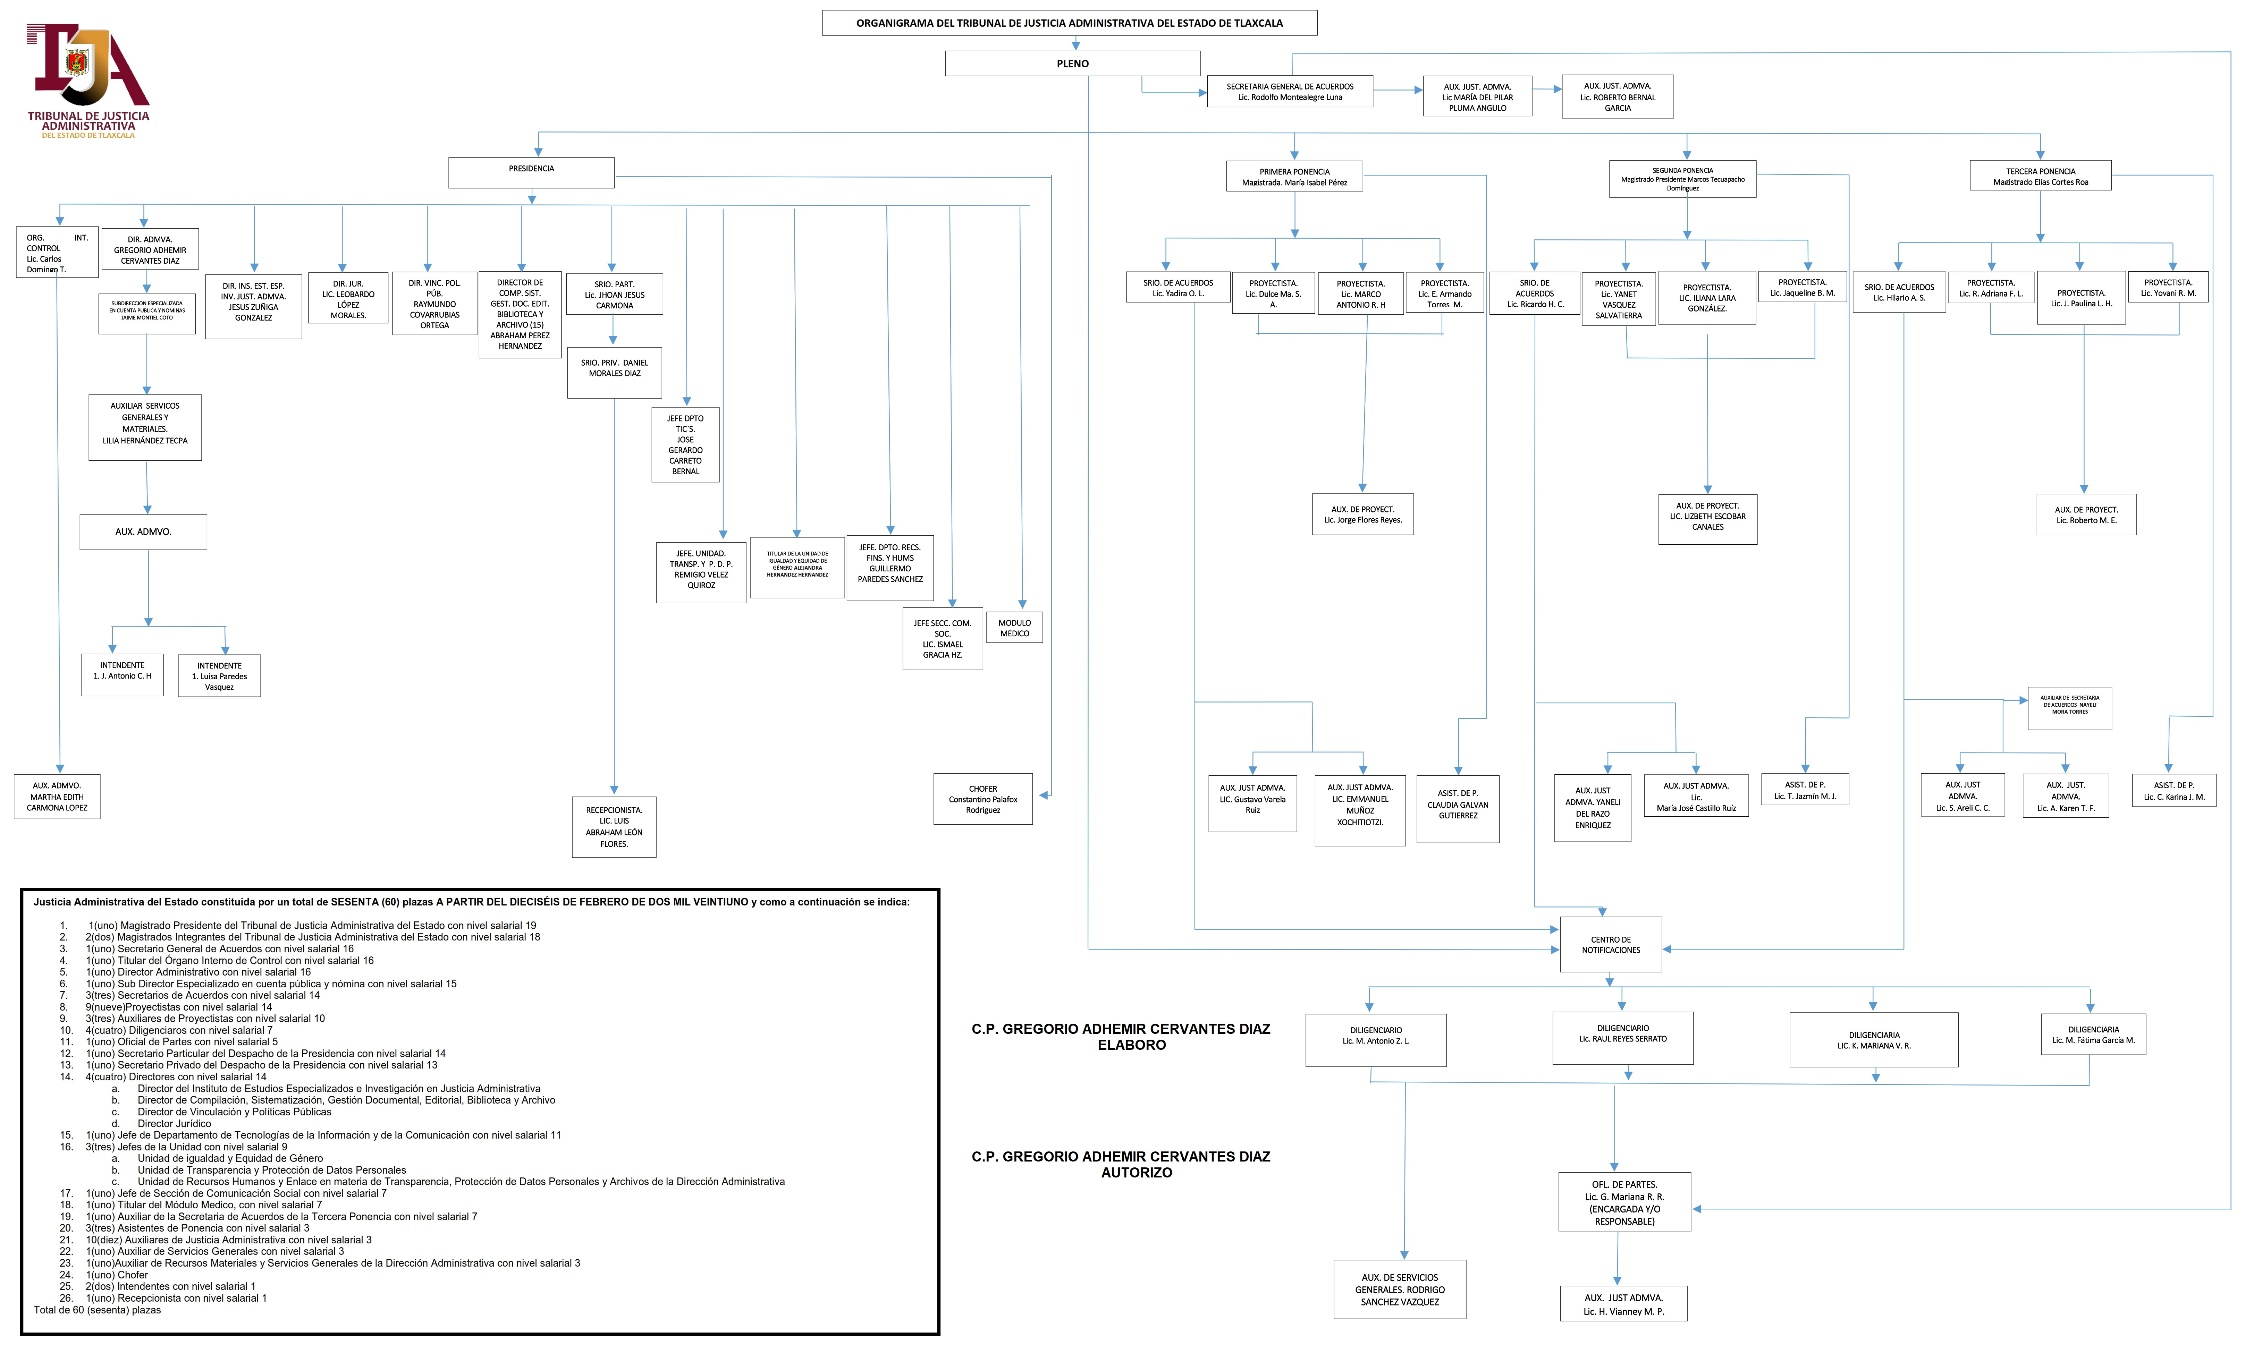 ORGANIGRAMA DEL TRIBUNAL DE JUSTICIA ADMINISTRATIVA DEL ESTADO DE TLAXCALA
TJA
TRIBUNAL DE JUSTICIA
ADMINISTRATIVA
DEL ESTADO DE TLAXCALA
PLENO
SECRETARIA GENERAL DE ACUERDOS
Lic. Rodolfo Montealegre Luna
AUX. JUST. ADMVA.
Lic MARÍA DEL PILAR
PLUMA ANGULO
AUX. JUST. ADMVA.
Lic. ROBERTO BERNAL
GARCIA
PRESIDENCIA
PRIMERA PONENCIA
Magistrada. María Isabel Pérez
SEGUNDA PONENCIA
Magistrado Presidente Marcos Tecuapacho
Domínguez
TERCERA PONENCIA
Magistrado Elías Cortes Roa
ORG. INT.
CONTROL
Lic. Carlos
Domingo T.
DIR. ADMVA.
GREGORIO ADHEMIR
CERVANTES DIAZ
SUBDIRECCION ESPECIALIZADA
EN CUENTA PUBLICA Y NOMINAS
JAIME MONTIEL COTO
DIR. INS. EST. ESP.
INV. JUST. ADMVA.
JESUS ZUÑIGA
GONZALEZ
DIR. JUR.
LIC. LEOBARDO
LÓPEZ
MORALES.
DIR. VINC. POL.
PÚB.
RAYMUNDO
COVARRUBIAS
ORTEGA
DIRECTOR DE
COMP. SIST.
GEST. DOC. EDIT.
BIBLIOTECA Y
ARCHIVO (15)
ABRAHAM PEREZ
HERNANDEZ
SRIO. PART.
Lic. JHOAN JESUS
CARMONA
SRIO. PRIV. DANIEL
MORALES DIAZ
SRIO. DE ACUERDOS
Lic. Yadira O. L.
PROYECTISTA.
Lic. Dulce Ma. S.
A.
PROYECTISTA.
Lic. MARCO
ANTONIO R. H
PROYECTISTA.
Lic. E. Armando
Torres M.
SRIO. DE
ACUERDOS
Lic. Ricardo H. C.
PROYECTISTA.
Lic. YANET
VASQUEZ
SALVATIERRA
PROYECTISTA.
LIC. ILIANA LARA
GONZÁLEZ.
PROYECTISTA.
Lic. Jaqueline B. M.
SRIO. DE ACUERDOS
Lic. Hilario A. S.
PROYECTISTA.
Lic. R. Adriana F. L.
PROYECTISTA.
Lic. J. Paulina L. H.
PROYECTISTA.
Lic. Yovani R. M.
AUXILIAR SERVICOS
GENERALES Y
MATERIALES.
LILIA HERNÁNDEZ TECPA
JEFE DPTO
TIC´S.
JOSE
GERARDO
CARRETO
BERNAL
AUX. DE PROYECT.
Lic. Jorge Flores Reyes.
AUX. DE PROYECT.
LIC. LIZBETH ESCOBAR
CANALES
AUX. DE PROYECT.
Lic. Roberto M. E.
AUX. ADMVO.
JEFE. UNIDAD.
TRANSP. Y P. D. P.
REMIGIO VELEZ
QUIROZ
TITULAR DE LA UNIDAD DE
IGUALDAD Y EQUIDAD DE
GÉNERO ALEJANDRA
HERNANDEZ HERNANDEZ
JEFE. DPTO. RECS.
FINS. Y HUMS
GUILLERMO
PAREDES SANCHEZ
JEFE SECC. COM.
SOC.
LIC. ISMAEL
GRACIA HZ.
MODULO
MEDICO
INTENDENTE
1. J. Antonio C. H
INTENDENTE
1. Luisa Paredes
Vasquez
AUXILIAR DE SECRETARIA
DE ACUERDOS NAYELI
MORA TORRES
AUX. ADMVO.
MARTHA EDITH
CARMONA LOPEZ
RECEPCIONISTA.
LIC. LUIS
ABRAHAM LEÓN
FLORES.
CHOFER
Constantino Palafox
Rodriguez
AUX. JUST ADMVA.
LIC. Gustavo Varela
Ruiz
AUX. JUST ADMVA.
LIC. EMMANUEL
MUÑOZ
XOCHITIOTZI.
ASIST. DE P.
CLAUDIA GALVAN
GUTIERREZ
AUX. JUST
ADMVA. YANELI
DEL RAZO
ENRIQUEZ
AUX. JUST ADMVA.
Lic.
María José Castillo Ruíz
ASIST. DE P.
Lic. T. Jazmín M. J.
AUX. JUST
ADMVA.
Lic. S. Areli C. C.
AUX. JUST.
ADMVA.
Lic. A. Karen T. F.
ASIST. DE P.
Lic. C. Karina J. M.
Justicia Administrativa del Estado constituida por un total de SESENTA (60) plazas A PARTIR DEL DIECISÉIS DE FEBRERO DE DOS MIL VEINTIUNO y como a continuación se indica:
1. 1(uno) Magistrado Presidente del Tribunal de Justicia Administrativa del Estado con nivel salarial 19
2. 2(dos) Magistrados Integrantes del Tribunal de Justicia Administrativa del Estado con nivel salarial 18
3. 1(uno) Secretario General de Acuerdos con nivel salarial 16
4. 1(uno) Titular del Órgano Interno de Control con nivel salarial 16
5. 1(uno) Director Administrativo con nivel salarial 16
6. 1(uno) Sub Director Especializado en cuenta pública y nómina con nivel salarial 15
7. 3(tres) Secretarios de Acuerdos con nivel salarial 14
8. 9(nueve)Proyectistas con nivel salarial 14
9. 3(tres) Auxiliares de Proyectistas con nivel salarial 10
10. 4(cuatro) Diligenciaros con nivel salarial 7
11. 1(uno) Oficial de Partes con nivel salarial 5
12. 1(uno) Secretario Particular del Despacho de la Presidencia con nivel salarial 14
13. 1(uno) Secretario Privado del Despacho de la Presidencia con nivel salarial 13
14. 4(cuatro) Directores con nivel salarial 14
a. Director del Instituto de Estudios Especializados e Investigación en Justicia Administrativa
b. Director de Compilación, Sistematización, Gestión Documental, Editorial, Biblioteca y Archivo
c. Director de Vinculación y Políticas Públicas
d. Director Jurídico
15. 1(uno) Jefe de Departamento de Tecnologías de la Información y de la Comunicación con nivel salarial 11
16. 3(tres) Jefes de la Unidad con nivel salarial 9
a. Unidad de igualdad y Equidad de Género
b. Unidad de Transparencia y Protección de Datos Personales
c. Unidad de Recursos Humanos y Enlace en materia de Transparencia, Protección de Datos Personales y Archivos de la Dirección Administrativa
17. 1(uno) Jefe de Sección de Comunicación Social con nivel salarial 7
18. 1(uno) Titular del Módulo Medico, con nivel salarial 7
19. 1(uno) Auxiliar de la Secretaria de Acuerdos de la Tercera Ponencia con nivel salarial 7
20. 3(tres) Asistentes de Ponencia con nivel salarial 3
21. 10(diez) Auxiliares de Justicia Administrativa con nivel salarial 3
22. 1(uno) Auxiliar de Servicios Generales con nivel salarial 3
23. 1(uno)Auxiliar de Recursos Materiales y Servicios Generales de la Dirección Administrativa con nivel salarial 3
24. 1(uno) Chofer
25. 2(dos) Intendentes con nivel salarial 1
26. 1(uno) Recepcionista con nivel salarial 1
Total de 60 (sesenta) plazas
CENTRO DE
NOTIFICACIONES
C.P. GREGORIO ADHEMIR CERVANTES DIAZ
ELABORO
DILIGENCIARIO
Lic. M. Antonio Z. L.
DILIGENCIARIO
Lic. RAUL REYES SERRATO
DILIGENCIARIA
LIC. K. MARIANA V. R.
DILIGENCIARIA
Lic. M. Fátima García M.
C.P. GREGORIO ADHEMIR CERVANTES DIAZ
AUTORIZO
OFL. DE PARTES.
Lic. G. Mariana R. R.
(ENCARGADA Y/O
RESPONSABLE)
AUX. DE SERVICIOS
GENERALES. RODRIGO
SANCHEZ VAZQUEZ
AUX. JUST ADMVA.
Lic. H. Vianney M. P.